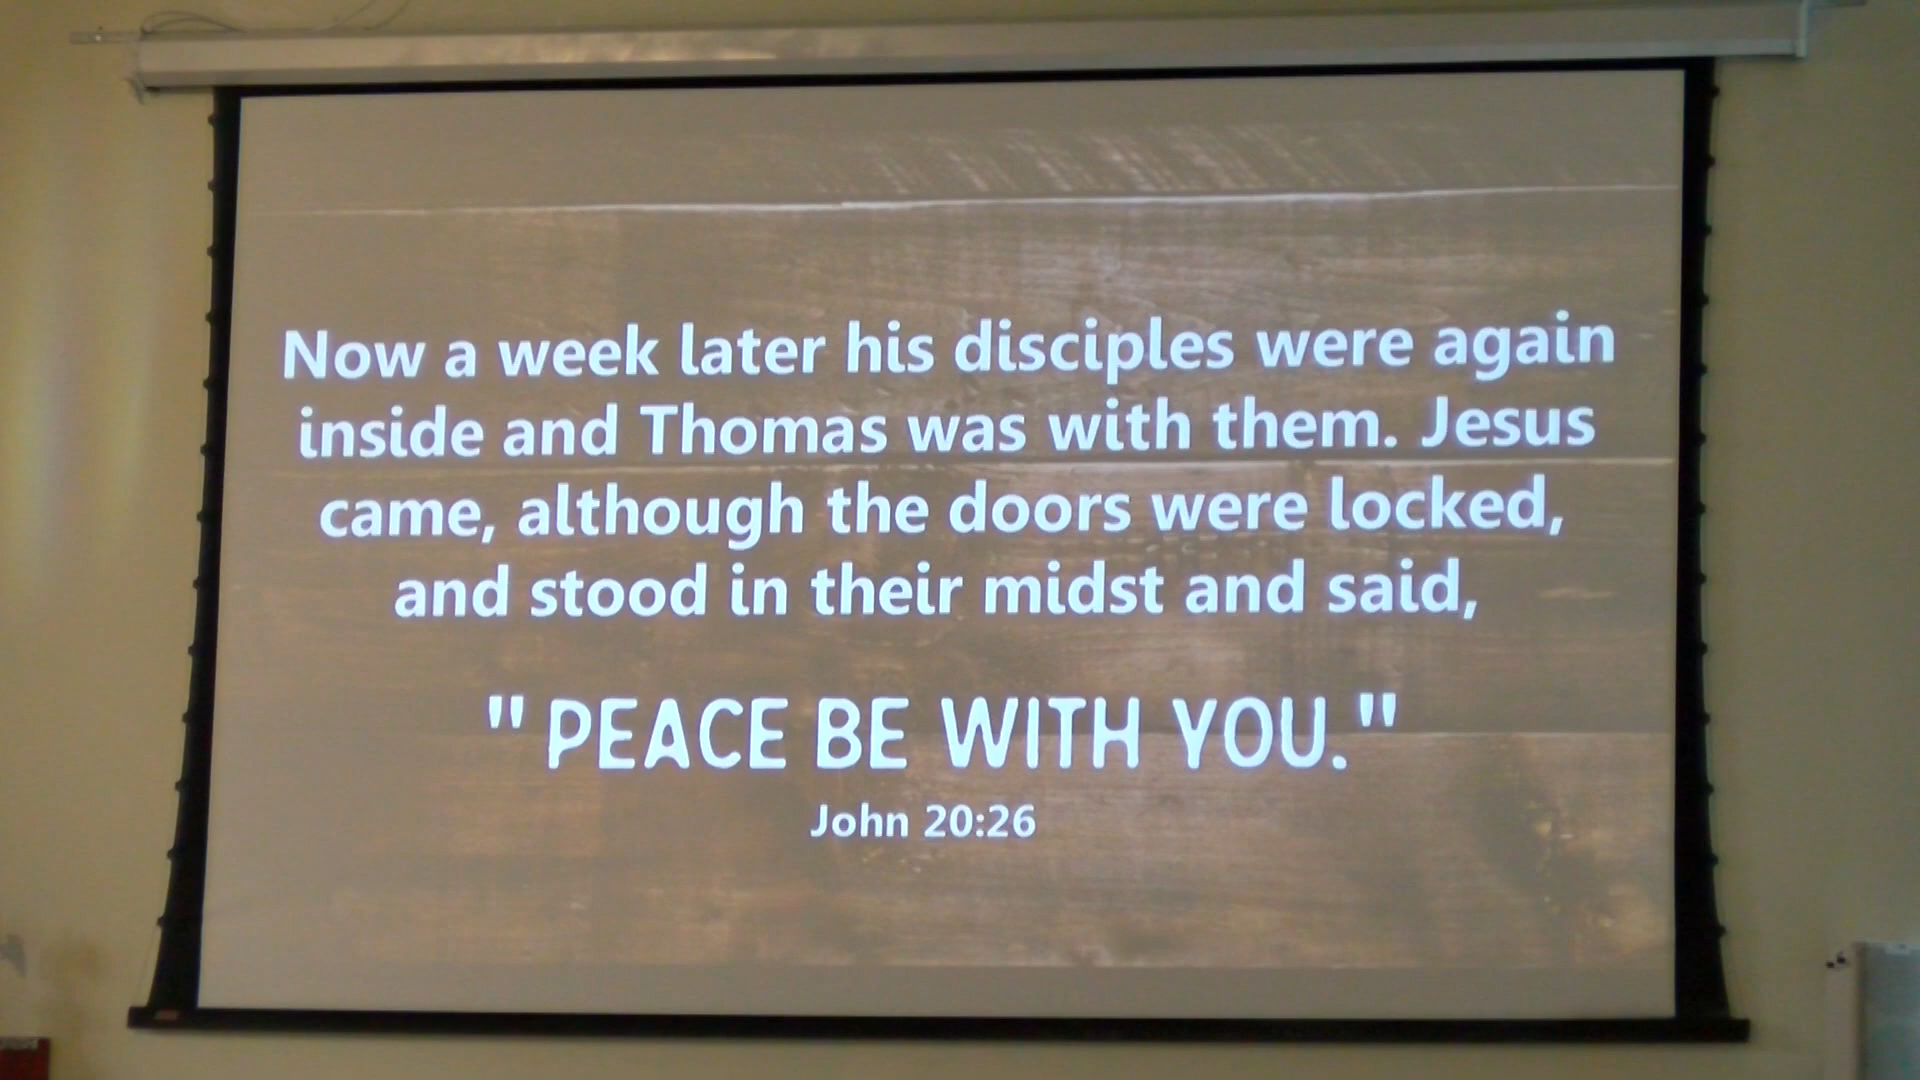 Now a week later his disciples were again
inside and Thomas was with them. Jesus
came, although the doors were locked,
and stood in their midst and said,
"PEACE BE WITH YOU."
John 20:26